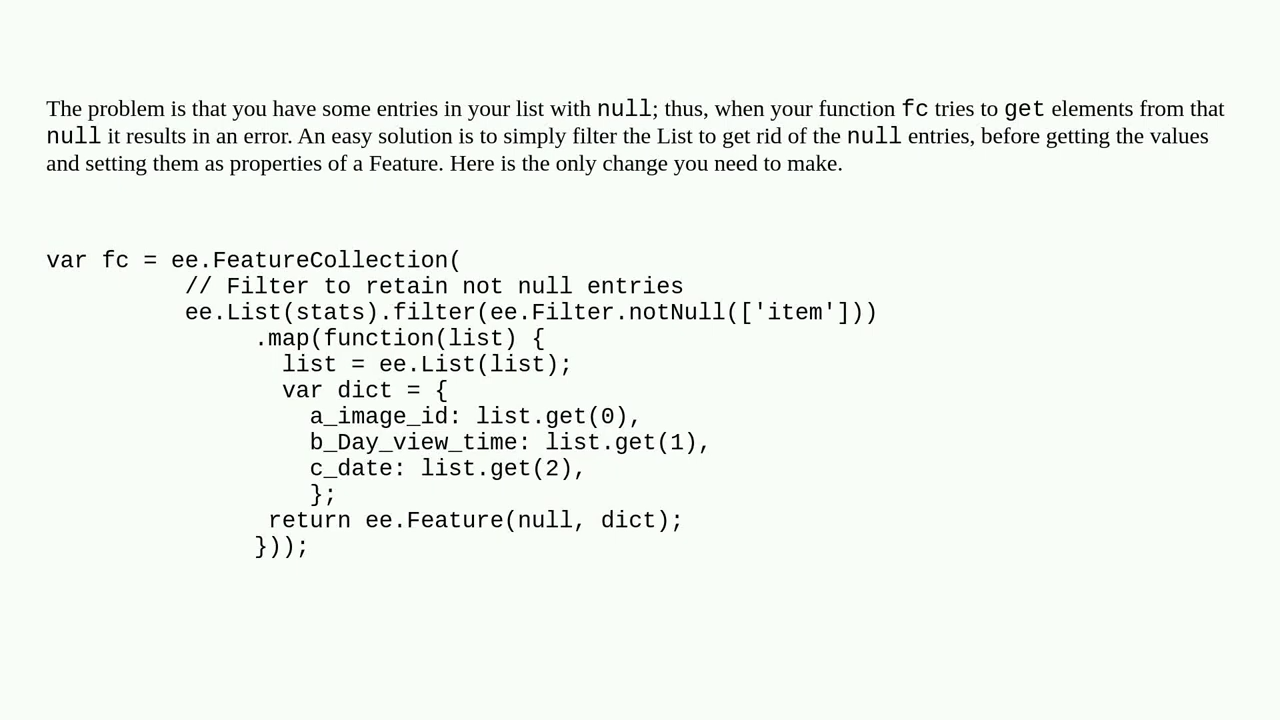 The problem is that you have some entries in your list with null; thus, when your function fc tries to get elements from that
null it results in an error. An easy solution is to simply filter the List to get rid of the null entries, before getting the values
and setting them as properties of a Feature. Here is the only change you need to make.
var fc = ee.FeatureCollection(
          // Filter to retain not null entries
          ee.List(stats).filter(ee.Filter.notNull(['item']))
               .map(function(list) {
                 list = ee.List(list);
                 var dict = {
                   a_image_id: list.get(0),
                   b_Day_view_time: list.get(1),
                   c_date: list.get(2),
                   };
                return ee.Feature(null, dict);
               }));